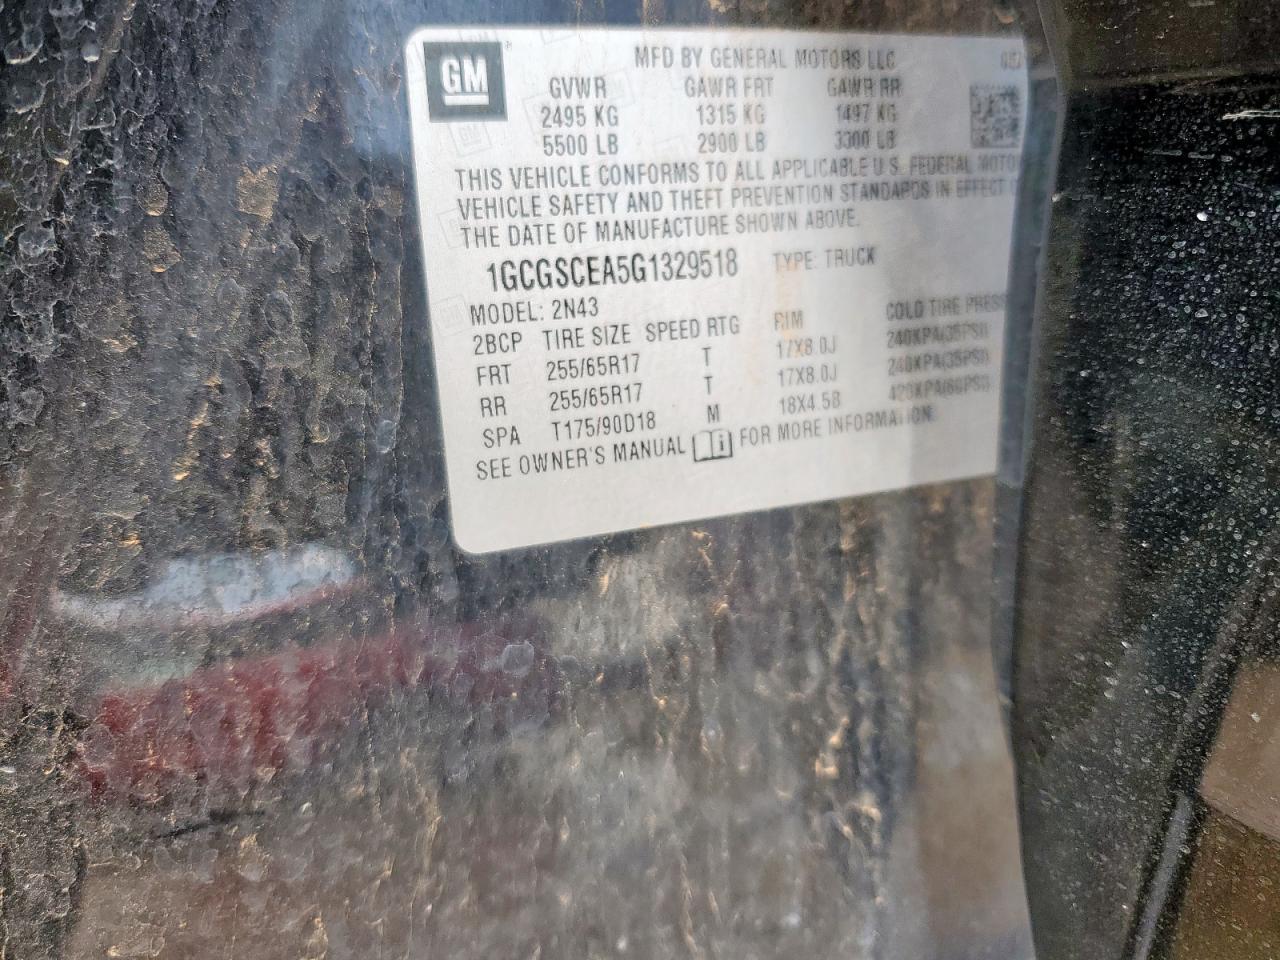 GM
MFD BY GENERAL MOTORS LLC
GVWR GAWR FRT GAWR RR
2495 KG 1315 KG 1497 KG
5500 LB 2900 LB 3300 LB
THIS VEHICLE CONFORMS TO ALL APPLICABLE U.S. FEDERAL MOTO
VEHICLE SAFETY AND THEFT PREVENTION STANDARDS IN EFFECT
THE DATE OF MANUFACTURE SHOWN ABOVE.
1GCGSCEA5G1329518 TYPE: TRUCK
MODEL: 2N43
2BCP TIRE SIZE SPEED RTG RIM COLD TIRE PRESS
FRT 255/65R17 T 17X8.0J 240KPA(35PSI)
RR 255/65R17 T 17X8.0J 240KPA(35PSI)
SPA T175/90D18 M 18X4.5B 420KPA(60PSI)
SEE OWNER'S MANUAL FOR MORE INFORMATION.